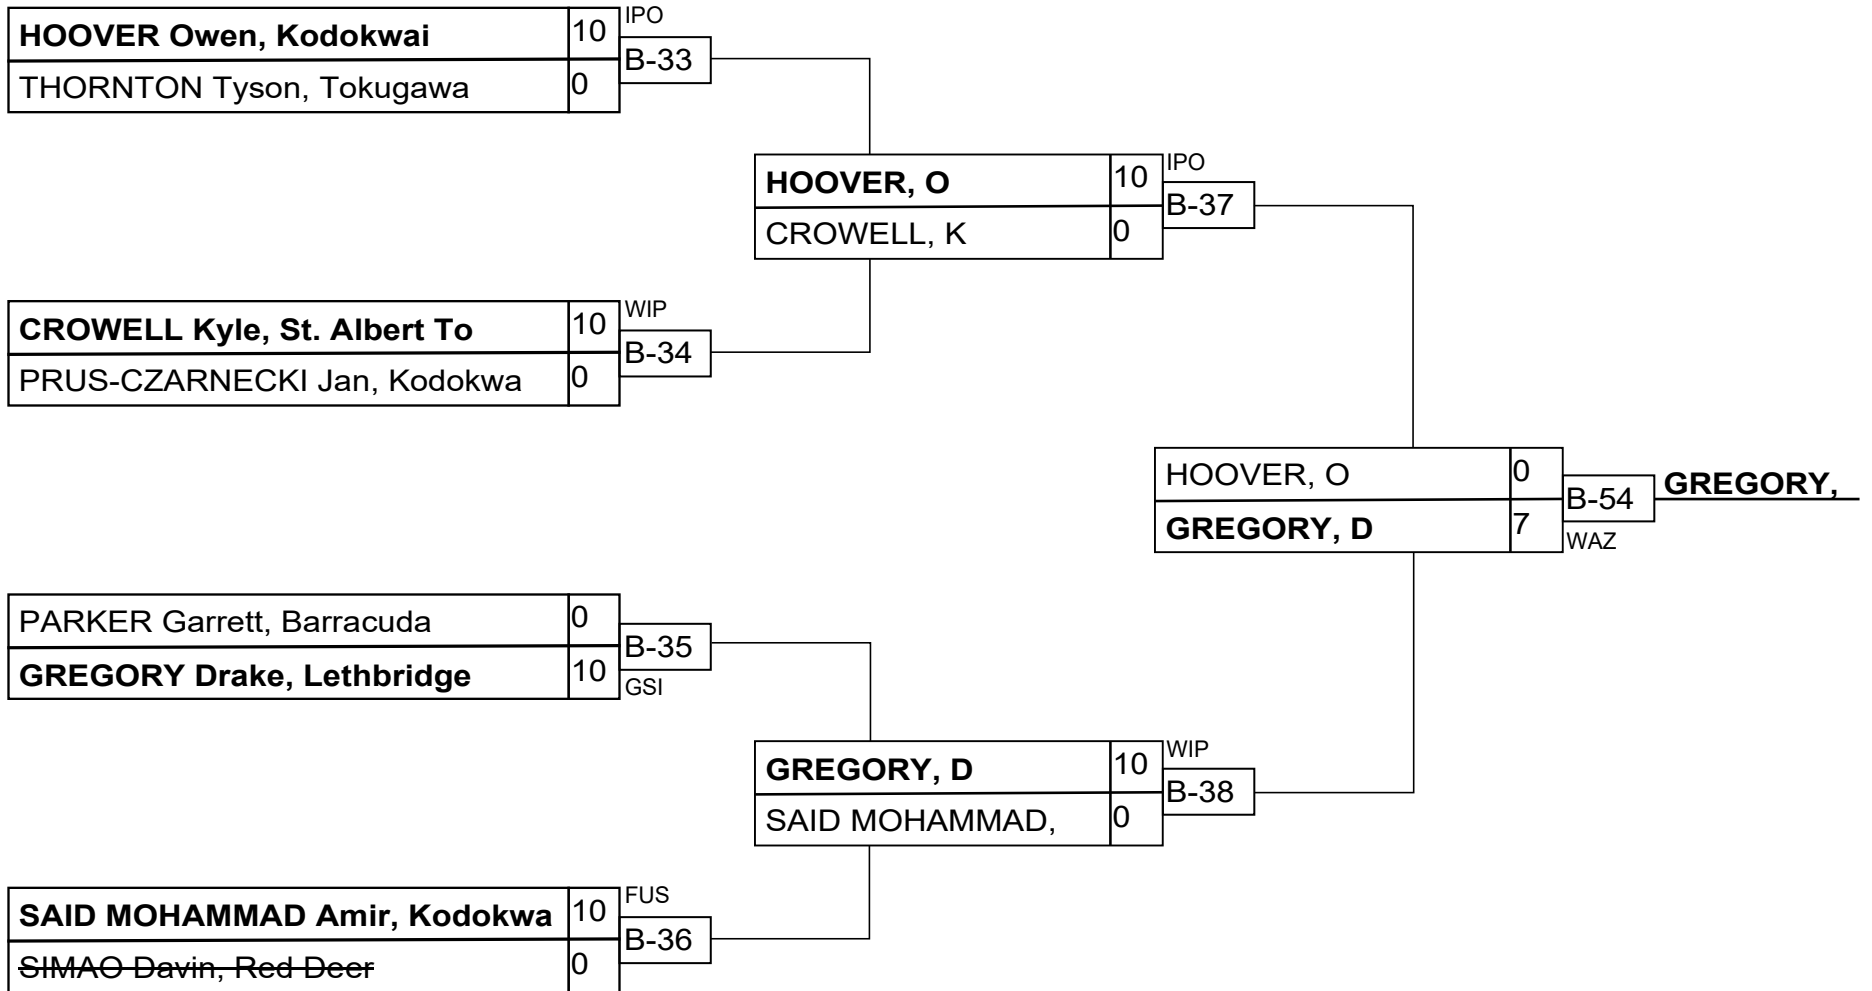 HOOVER Owen, Kodokwai 10 IPO
B-33
THORNTON Tyson, Tokugawa 0
HOOVER, O 10 IPO
B-37
CROWELL, K 0
CROWELL Kyle, St. Albert To 10 WIP
B-34
PRUS-CZARNECKI Jan, Kodokwa 0
HOOVER, O 0
B-54 GREGORY,
GREGORY, D 7 WAZ
PARKER Garrett, Barracuda 0
B-35
GREGORY Drake, Lethbridge 10 GSI
GREGORY, D 10 WIP
B-38
SAID MOHAMMAD, 0
SAID MOHAMMAD Amir, Kodokwa 10 FUS
B-36
SIMAO Davin, Red Deer 0